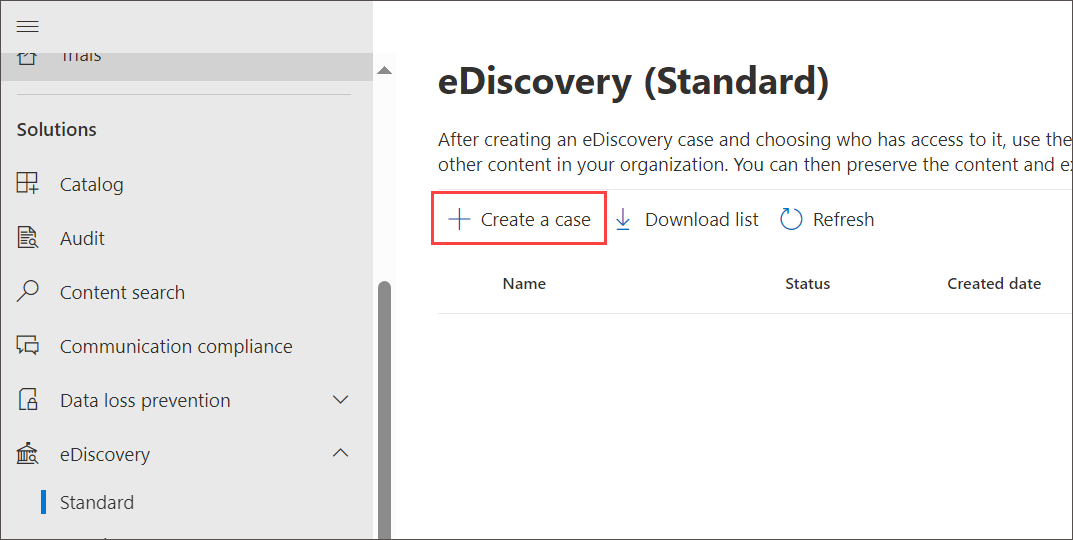 Trials
Solutions
Catalog
Audit
Content search
Communication compliance
Data loss prevention
eDiscovery
Standard
eDiscovery (Standard)
After creating an eDiscovery case and choosing who has access to it, use the
other content in your organization. You can then preserve the content and ex
Create a case
Download list
Refresh
Name
Status
Created date